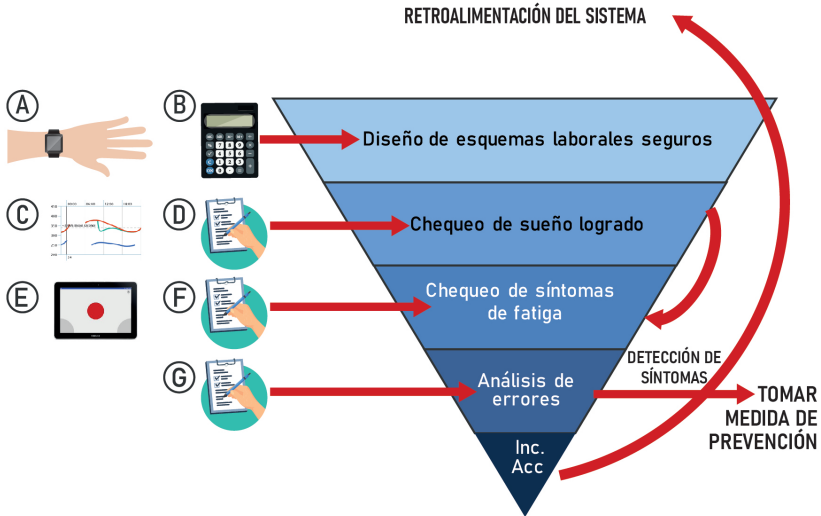 RETROALIMENTACIÓN DEL SISTEMA
A
B
Diseño de esquemas laborales seguros
C
D
Chequeo de sueño logrado
E
F
Chequeo de síntomas
de fatiga
G
Análisis de
errores
DETECCIÓN DE
SÍNTOMAS
TOMAR
MEDIDA DE
PREVENCIÓN
Inc.
Acc